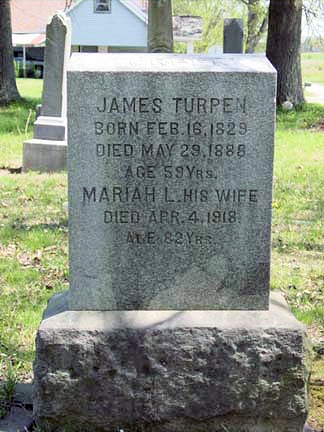 JAMES TURPEN
BORN FEB. 16, 1829
DIED MAY 29, 1888
AGE 59 YRS.
MARIAH L. HIS WIFE
DIED APR. 4, 1918
AGE 82 YRS.